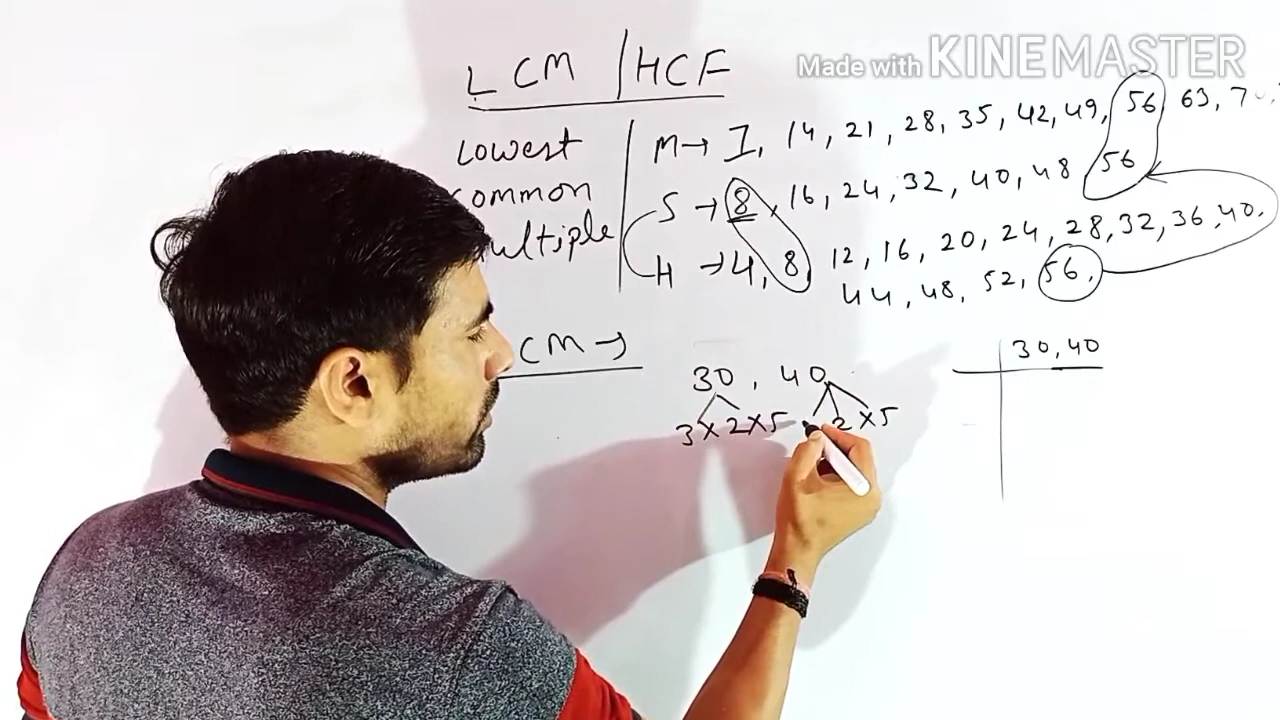 Made with KINEMASTER
LCM / HCF
Lowest
common
multiple
M → 7, 14, 21, 28, 35, 42, 49, 56 63,
S → 8, 16, 24, 32, 40, 48 56
H → 4, 8, 12, 16, 20, 24, 28, 32, 36, 40,
44, 48, 52, 56,
CM →
30, 40
3 x 2 x 5
2 x 5
30, 40